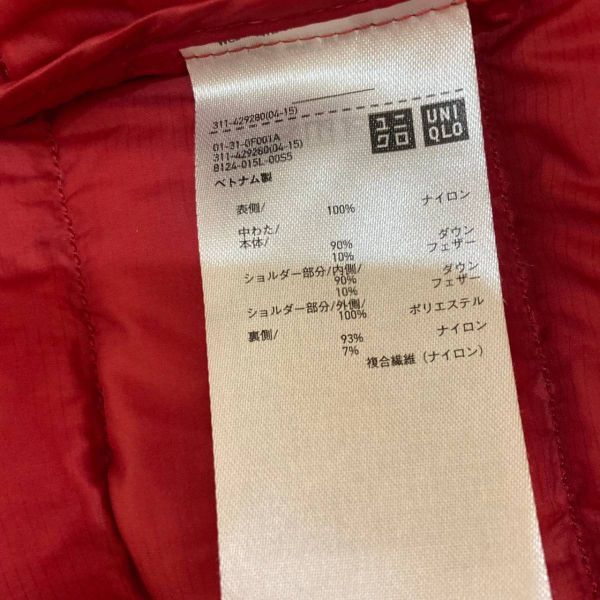 311-429280(04-15)
ユニクロ
UNIQLO
01-31-0F001A
311-429280(04-15)
8124-015L-00S5
ベトナム製
表側/ 100% ナイロン
中わた/
本体/ 90% ダウン
10% フェザー
ショルダー部分/内側/
90% ダウン
10% フェザー
ショルダー部分/外側/
100% ポリエステル
裏側/ 93% ナイロン
7% 複合繊維（ナイロン）